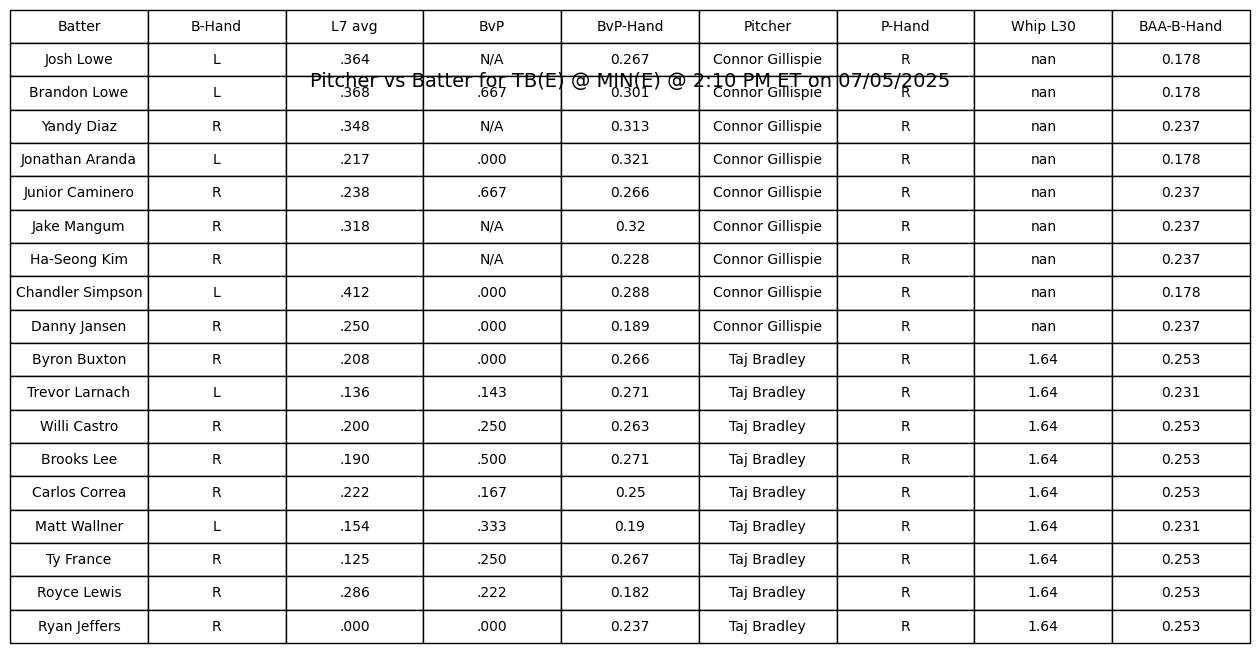 Batter B-Hand L7 avg BvP BvP-Hand Pitcher P-Hand Whip L30 BAA-B-Hand
Josh Lowe L .364 N/A 0.267 Connor Gillispie R nan 0.178
Pitcher vs Batter for TB(E) @ MIN(E) @ 2:10 PM ET on 07/05/2025
Brandon Lowe L .368 .667 0.301 Connor Gillispie R nan 0.178
Yandy Diaz R .348 N/A 0.313 Connor Gillispie R nan 0.237
Jonathan Aranda L .217 .000 0.321 Connor Gillispie R nan 0.178
Junior Caminero R .238 .667 0.266 Connor Gillispie R nan 0.237
Jake Mangum R .318 N/A 0.32 Connor Gillispie R nan 0.237
Ha-Seong Kim R N/A 0.228 Connor Gillispie R nan 0.237
Chandler Simpson L .412 .000 0.288 Connor Gillispie R nan 0.178
Danny Jansen R .250 .000 0.189 Connor Gillispie R nan 0.237
Byron Buxton R .208 .000 0.266 Taj Bradley R 1.64 0.253
Trevor Larnach L .136 .143 0.271 Taj Bradley R 1.64 0.231
Willi Castro R .200 .250 0.263 Taj Bradley R 1.64 0.253
Brooks Lee R .190 .500 0.271 Taj Bradley R 1.64 0.253
Carlos Correa R .222 .167 0.25 Taj Bradley R 1.64 0.253
Matt Wallner L .154 .333 0.19 Taj Bradley R 1.64 0.231
Ty France R .125 .250 0.267 Taj Bradley R 1.64 0.253
Royce Lewis R .286 .222 0.182 Taj Bradley R 1.64 0.253
Ryan Jeffers R .000 .000 0.237 Taj Bradley R 1.64 0.253